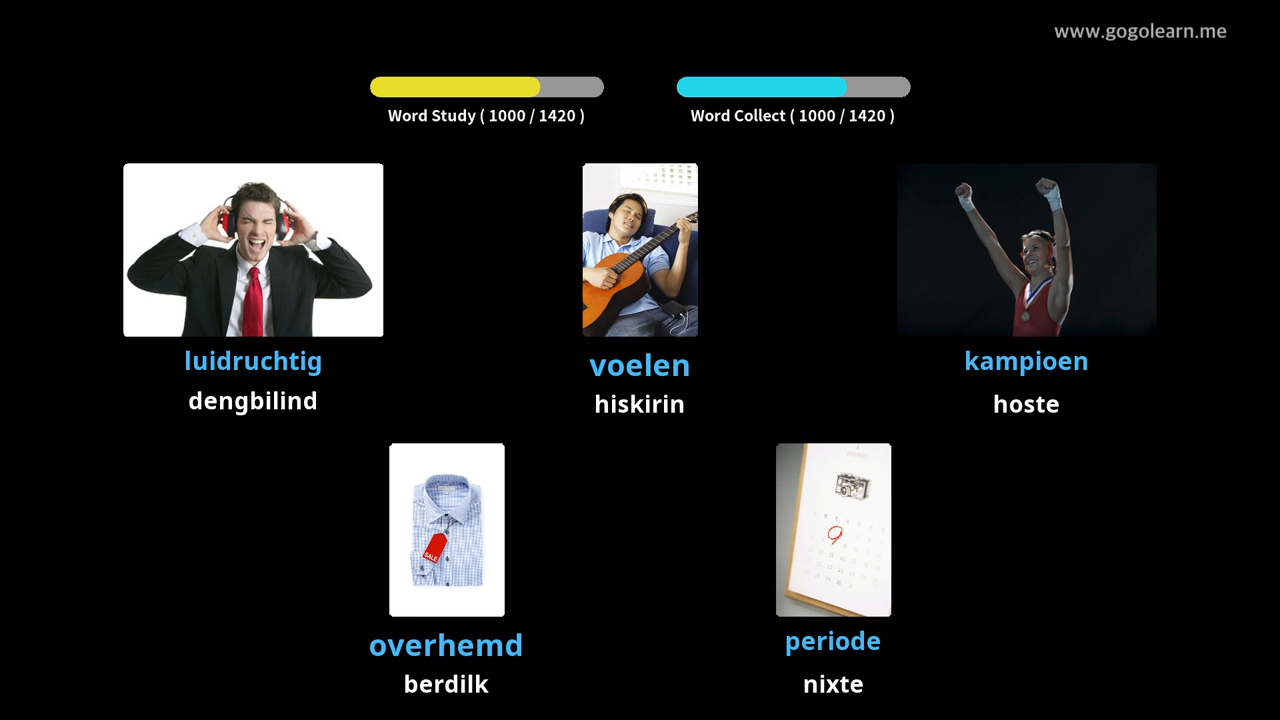 www.gogolearn.me
Word Study ( 1000 / 1420 )
Word Collect ( 1000 / 1420 )
luidruchtig
dengbilind
voelen
hiskirin
kampioen
hoste
SALE
overhemd
berdilk
periode
nixte